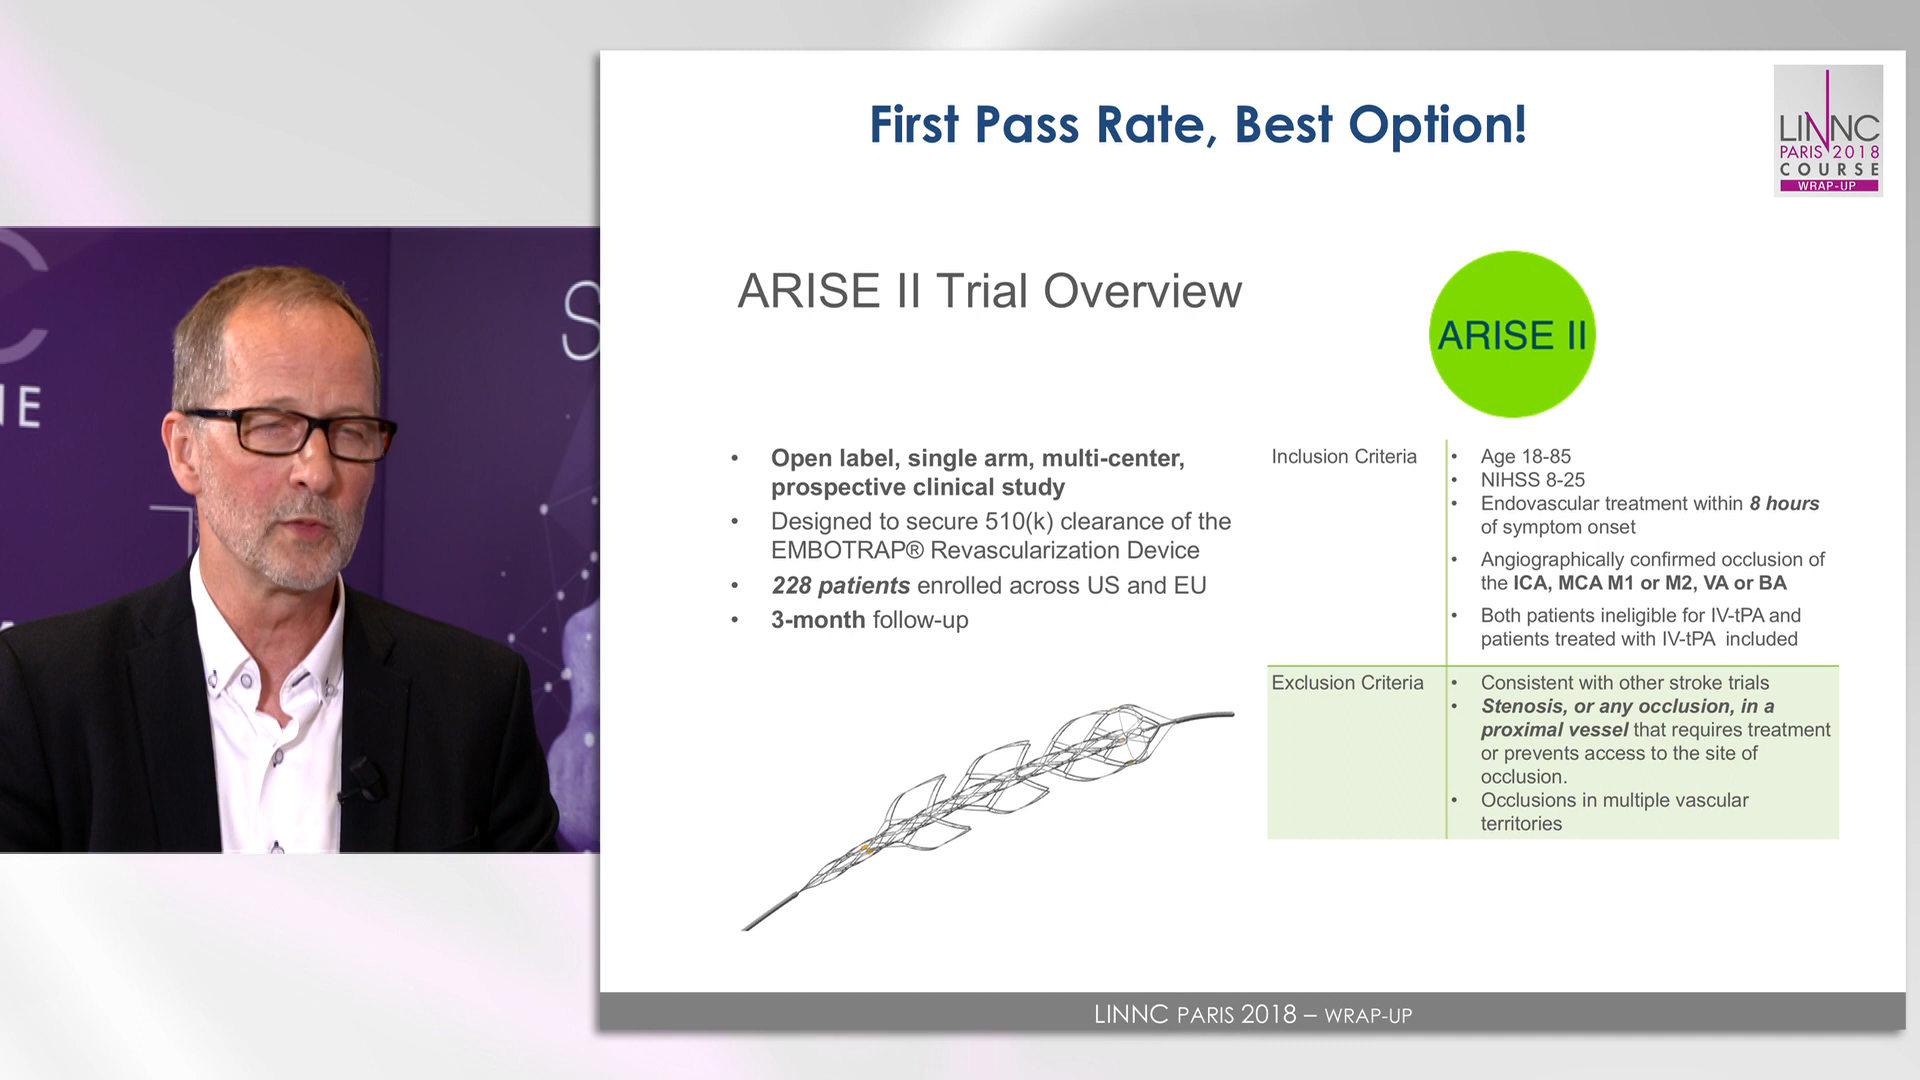 First Pass Rate, Best Option!
LINNC
PARIS 2018
COURSE
WRAP-UP
ARISE II Trial Overview
ARISE II
• Open label, single arm, multi-center,
prospective clinical study
• Designed to secure 510(k) clearance of the
EMBOTRAP® Revascularization Device
• 228 patients enrolled across US and EU
• 3-month follow-up
Inclusion Criteria
• Age 18-85
• NIHSS 8-25
• Endovascular treatment within 8 hours
of symptom onset
• Angiographically confirmed occlusion of
the ICA, MCA M1 or M2, VA or BA
• Both patients ineligible for IV-tPA and
patients treated with IV-tPA included
Exclusion Criteria
• Consistent with other stroke trials
• Stenosis, or any occlusion, in a
proximal vessel that requires treatment
or prevents access to the site of
occlusion.
• Occlusions in multiple vascular
territories
LINNC PARIS 2018 – WRAP-UP